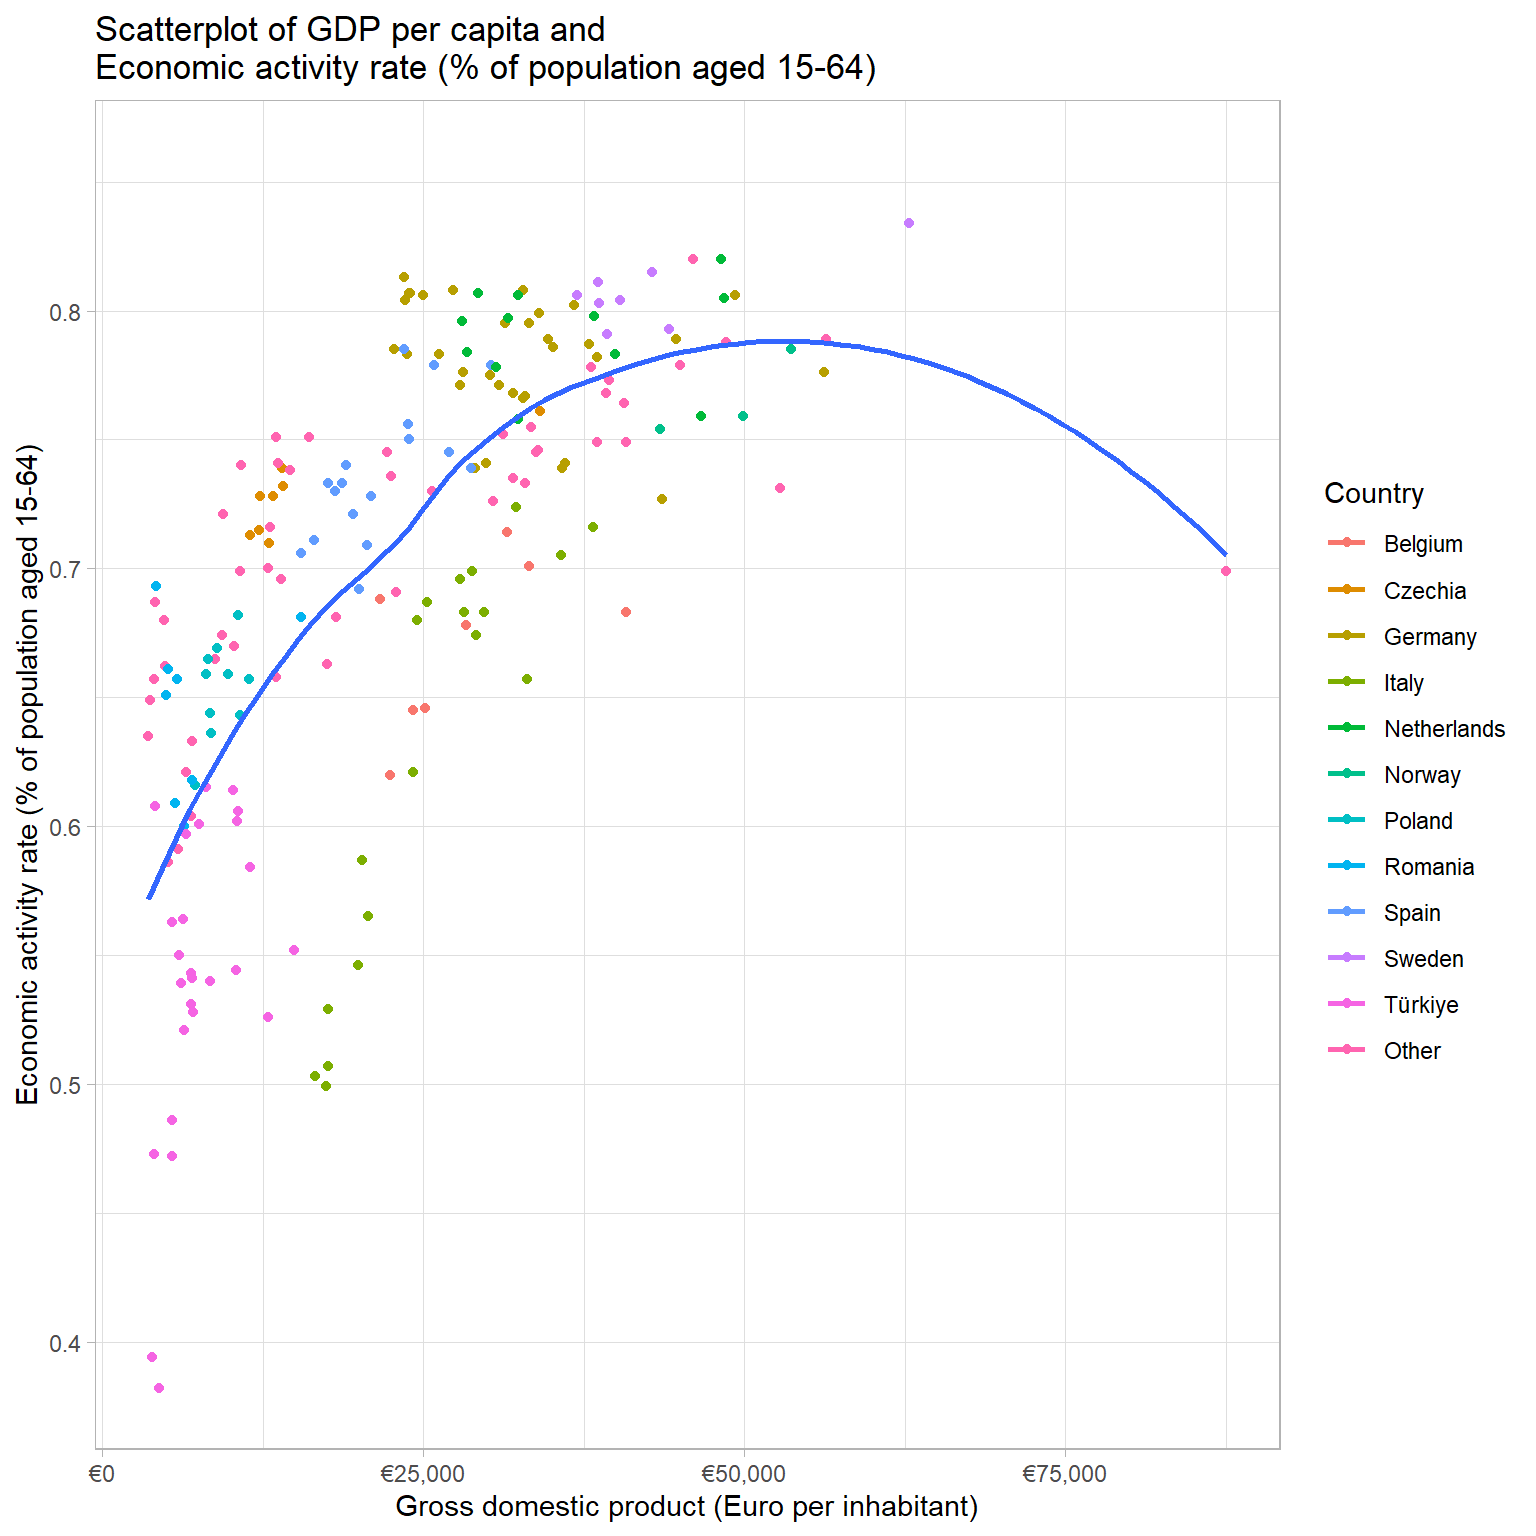 Scatterplot of GDP per capita and
Economic activity rate (% of population aged 15-64)
Economic activity rate (% of population aged 15-64)
0.8
0.7
0.6
0.5
0.4
€0
€25,000
€50,000
€75,000
Gross domestic product (Euro per inhabitant)
Country
Belgium
Czechia
Germany
Italy
Netherlands
Norway
Poland
Romania
Spain
Sweden
Türkiye
Other